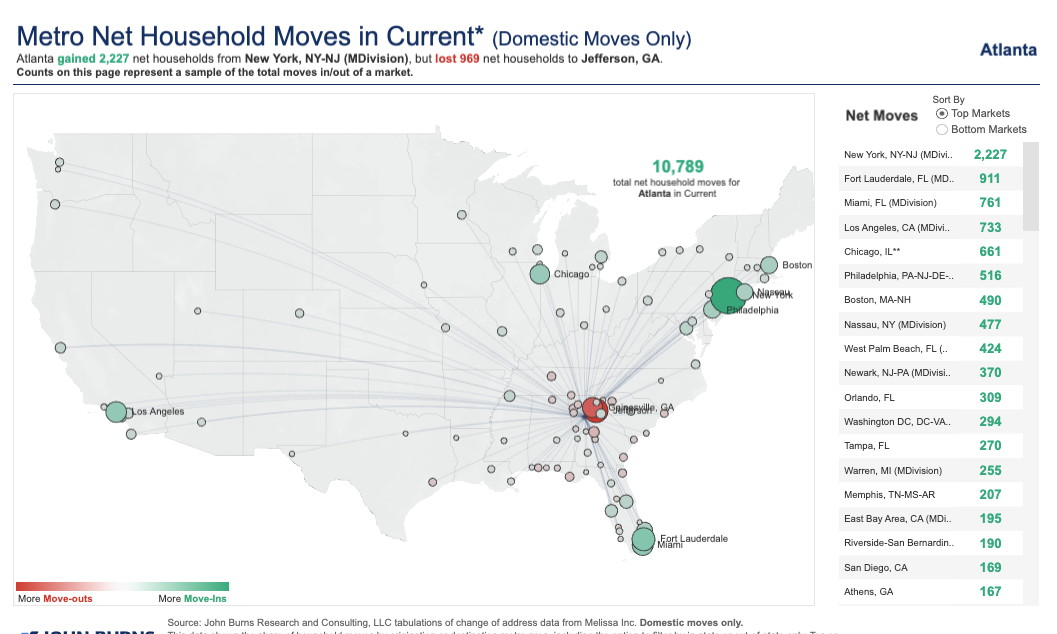 Metro Net Household Moves in Current* (Domestic Moves Only)
Atlanta gained 2,227 net households from New York, NY-NJ (MDivision), but lost 969 net households to Jefferson, GA.
Counts on this page represent a sample of the total moves in/out of a market.
Atlanta
Net Moves
Sort By
Top Markets
Bottom Markets
10,789
total net household moves for
Atlanta in Current
Boston
Chicago
Nassau
New York
Philadelphia
Los Angeles
Gainesville, GA
Jefferson
Fort Lauderdale
Miami
New York, NY-NJ (MDivi.. 2,227
Fort Lauderdale, FL (MD.. 911
Miami, FL (MDivision) 761
Los Angeles, CA (MDivi.. 733
Chicago, IL** 661
Philadelphia, PA-NJ-DE-.. 516
Boston, MA-NH 490
Nassau, NY (MDivision) 477
West Palm Beach, FL (.. 424
Newark, NJ-PA (MDivisi.. 370
Orlando, FL 309
Washington DC, DC-VA.. 294
Tampa, FL 270
Warren, MI (MDivision) 255
Memphis, TN-MS-AR 207
East Bay Area, CA (MDi.. 195
Riverside-San Bernardin.. 190
San Diego, CA 169
Athens, GA 167
More Move-outs
More Move-Ins
Source: John Burns Research and Consulting, LLC tabulations of change of address data from Melissa Inc. Domestic moves only.
JOHN BURNS